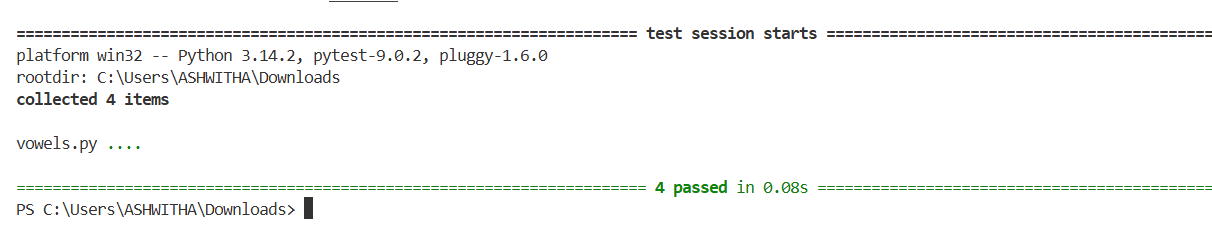 ============================================================================= test session starts =============================================
platform win32 -- Python 3.14.2, pytest-9.0.2, pluggy-1.6.0
rootdir: C:\Users\ASHWITHA\Downloads
collected 4 items
vowels.py ....
============================================================================== 4 passed in 0.08s ==============================================
PS C:\Users\ASHWITHA\Downloads>